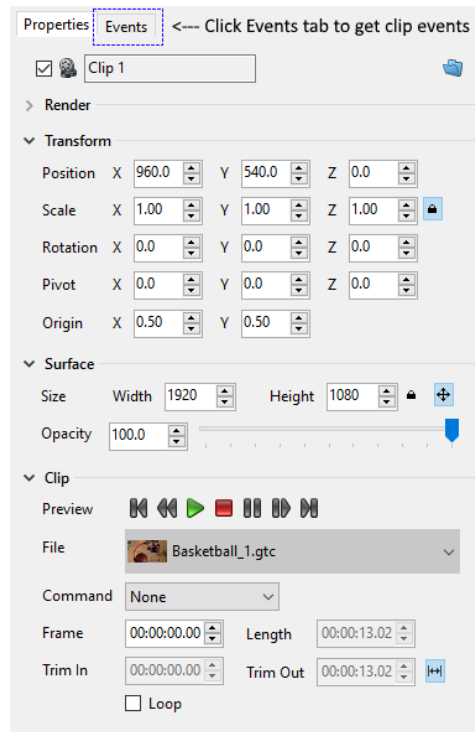 Properties Events <--- Click Events tab to get clip events
Clip 1
Render
Transform
Position X 960.0 Y 540.0 Z 0.0
Scale X 1.00 Y 1.00 Z 1.00
Rotation X 0.0 Y 0.0 Z 0.0
Pivot X 0.0 Y 0.0 Z 0.0
Origin X 0.50 Y 0.50
Surface
Size Width 1920 Height 1080
Opacity 100.0
Clip
Preview
File Basketball_1.gtc
Command None
Frame 00:00:00.00 Length 00:00:13.02
Trim In 00:00:00.00 Trim Out 00:00:13.02
Loop